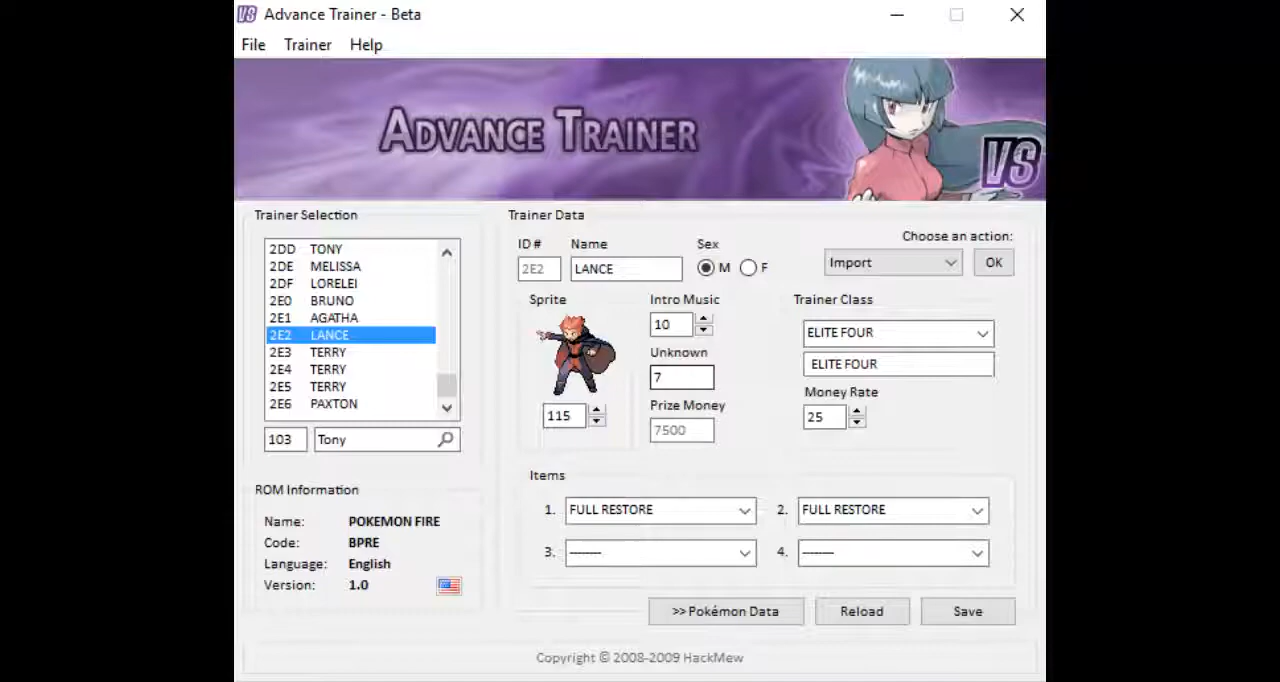 VS Advance Trainer - Beta
File Trainer Help
ADVANCE TRAINER
VS
Trainer Selection
2DD TONY
2DE MELISSA
2DF LORELEI
2E0 BRUNO
2E1 AGATHA
2E2 LANCE
2E3 TERRY
2E4 TERRY
2E5 TERRY
2E6 PAXTON
103 Tony
ROM Information
Name: POKEMON FIRE
Code: BPRE
Language: English
Version: 1.0
Trainer Data
ID # Name Sex
2E2 LANCE M F
Choose an action:
Import OK
Sprite
115
Intro Music
10
Unknown
7
Prize Money
7500
Trainer Class
ELITE FOUR
ELITE FOUR
Money Rate
25
Items
1. FULL RESTORE 2. FULL RESTORE
3. -------- 4. --------
>> Pokémon Data Reload Save
Copyright © 2008-2009 HackMew